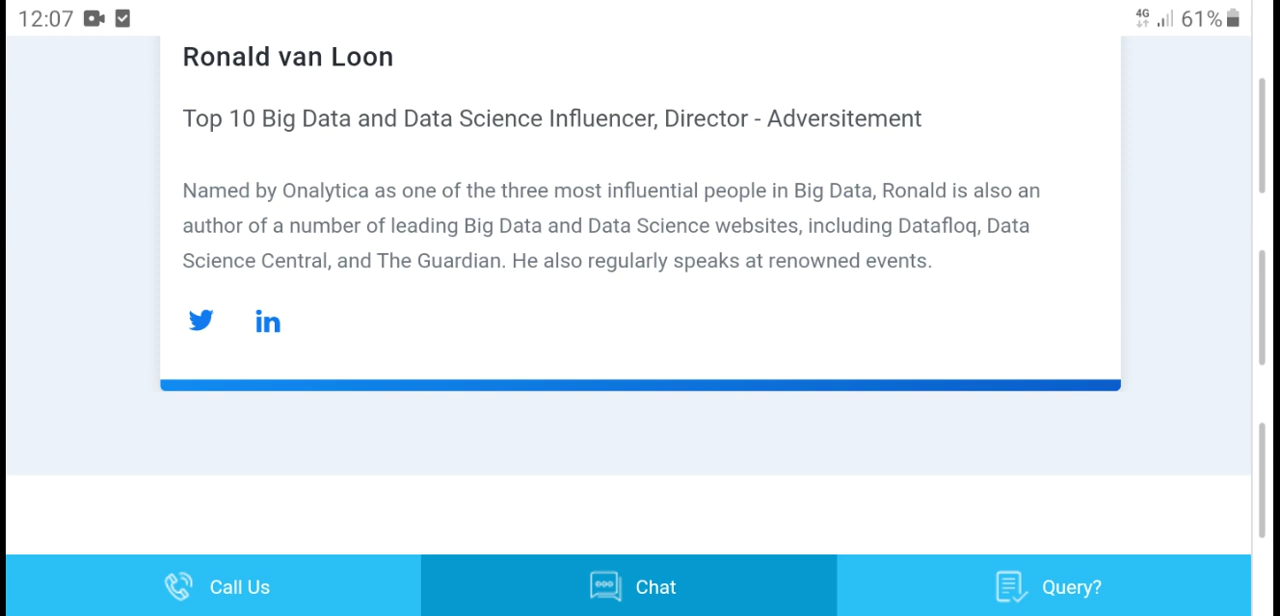 12:07 4G 61%
Ronald van Loon
Top 10 Big Data and Data Science Influencer, Director - Adversitement
Named by Onalytica as one of the three most influential people in Big Data, Ronald is also an
author of a number of leading Big Data and Data Science websites, including Datafloq, Data
Science Central, and The Guardian. He also regularly speaks at renowned events.
in
Call Us Chat Query?